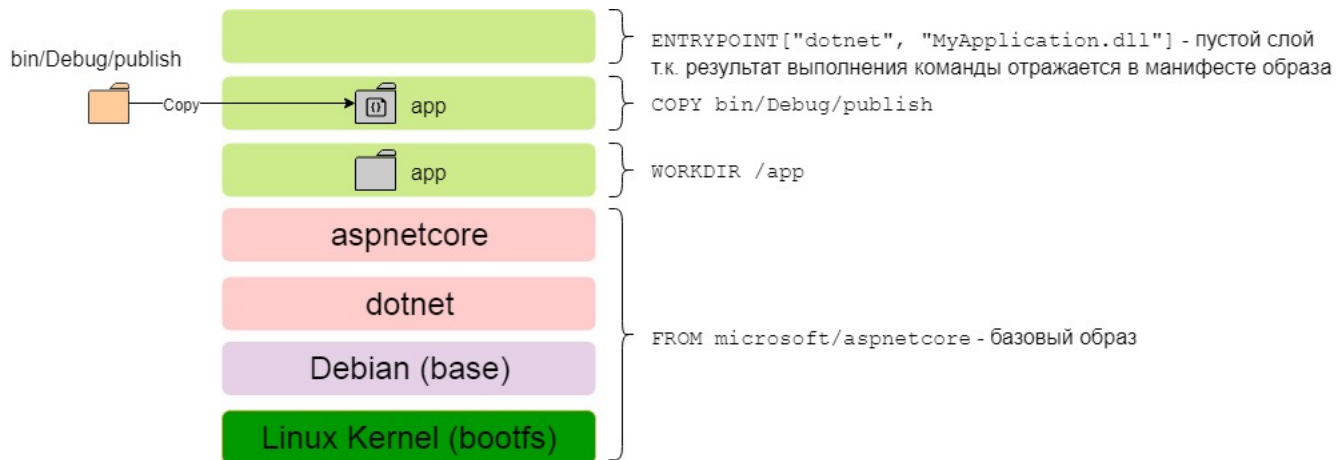 ENTRYPOINT["dotnet", "MyApplication.dll"] - пустой слой
т.к. результат выполнения команды отражается в манифесте образа
bin/Debug/publish
Copy
app
COPY bin/Debug/publish
app
WORKDIR /app
aspnetcore
dotnet
FROM microsoft/aspnetcore - базовый образ
Debian (base)
Linux Kernel (bootfs)